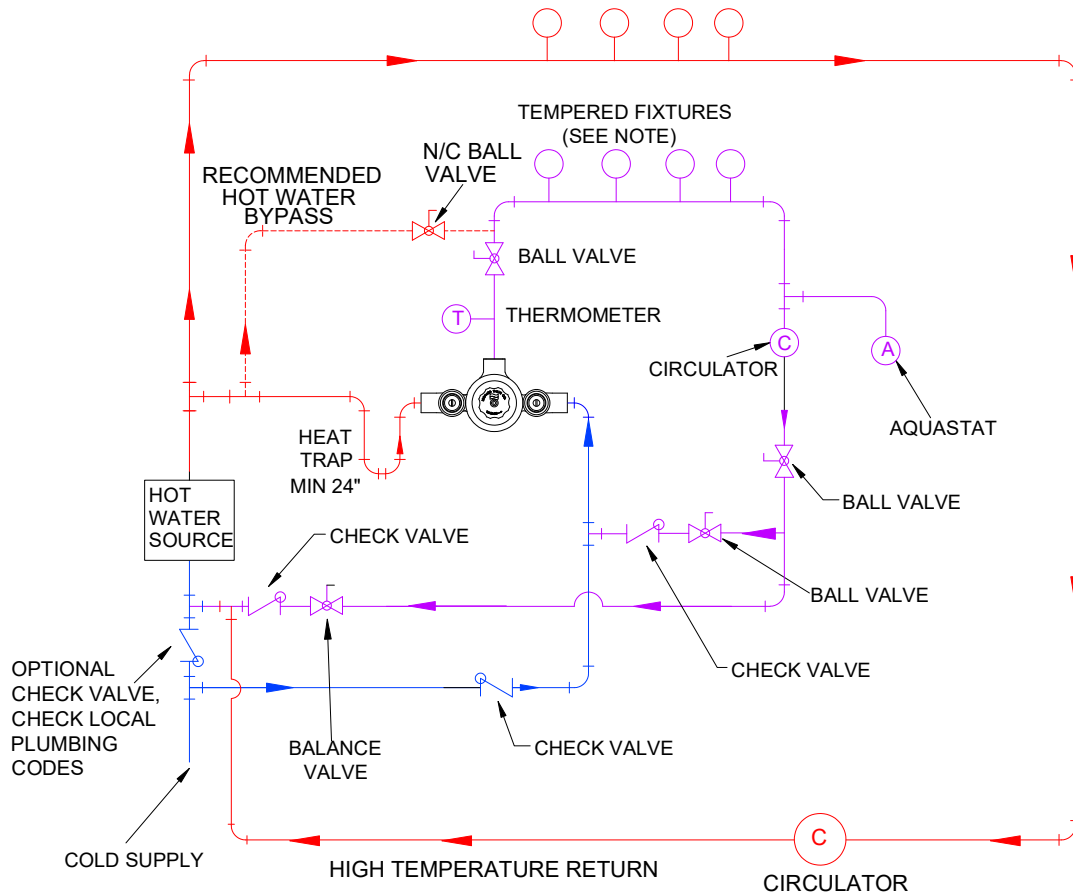 TEMPERED FIXTURES
(SEE NOTE)
N/C BALL
VALVE
RECOMMENDED
HOT WATER
BYPASS
BALL VALVE
T
THERMOMETER
C
A
CIRCULATOR
AQUASTAT
HEAT
TRAP
MIN 24"
HOT
WATER
SOURCE
BALL VALVE
CHECK VALVE
BALL VALVE
CHECK VALVE
OPTIONAL
CHECK VALVE,
CHECK LOCAL
PLUMBING
CODES
BALANCE
VALVE
CHECK VALVE
COLD SUPPLY
HIGH TEMPERATURE RETURN
C
CIRCULATOR